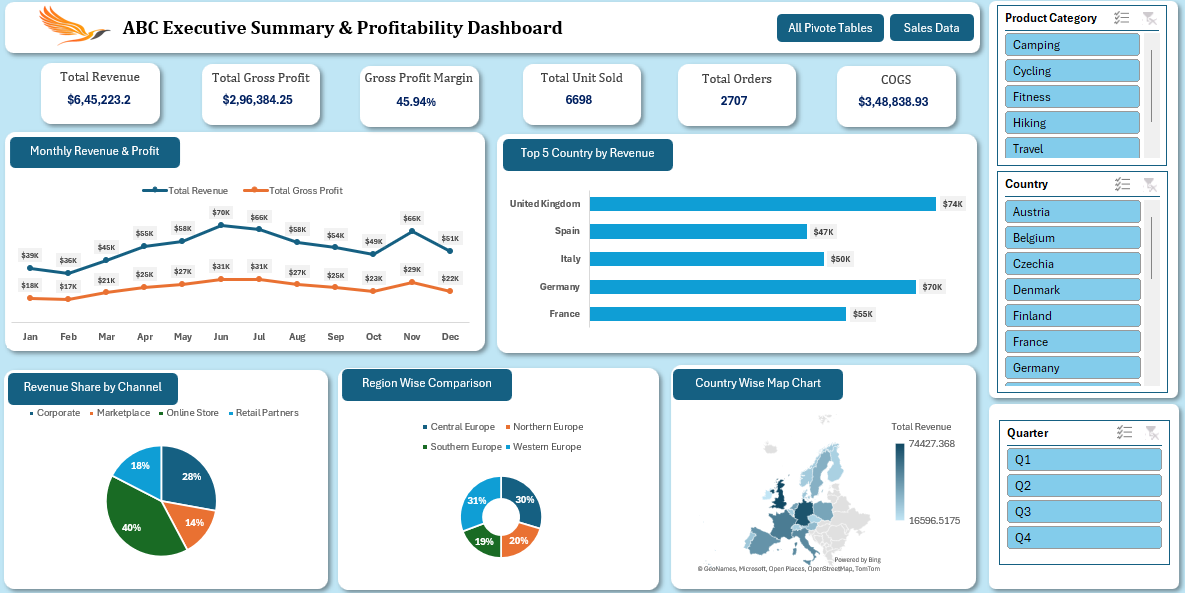 ABC Executive Summary & Profitability Dashboard
All Pivote Tables
Sales Data
Total Revenue
$6,45,223.2
Total Gross Profit
$2,96,384.25
Gross Profit Margin
45.94%
Total Unit Sold
6698
Total Orders
2707
COGS
$3,48,838.93
Monthly Revenue & Profit
Total Revenue
Total Gross Profit
$39K
$36K
$45K
$55K
$58K
$70K
$66K
$58K
$54K
$49K
$66K
$51K
$18K
$17K
$21K
$25K
$27K
$31K
$31K
$27K
$25K
$23K
$29K
$22K
Jan
Feb
Mar
Apr
May
Jun
Jul
Aug
Sep
Oct
Nov
Dec
Top 5 Country by Revenue
United Kingdom
$74K
Spain
$47K
Italy
$50K
Germany
$70K
France
$55K
Revenue Share by Channel
Corporate
Marketplace
Online Store
Retail Partners
18%
28%
14%
40%
Region Wise Comparison
Central Europe
Northern Europe
Southern Europe
Western Europe
31%
30%
19%
20%
Country Wise Map Chart
Total Revenue
74427.368
16596.5175
Powered by Bing
© GeoNames, Microsoft, Open Places, OpenStreetMap, TomTom
Product Category
Camping
Cycling
Fitness
Hiking
Travel
Country
Austria
Belgium
Czechia
Denmark
Finland
France
Germany
Quarter
Q1
Q2
Q3
Q4